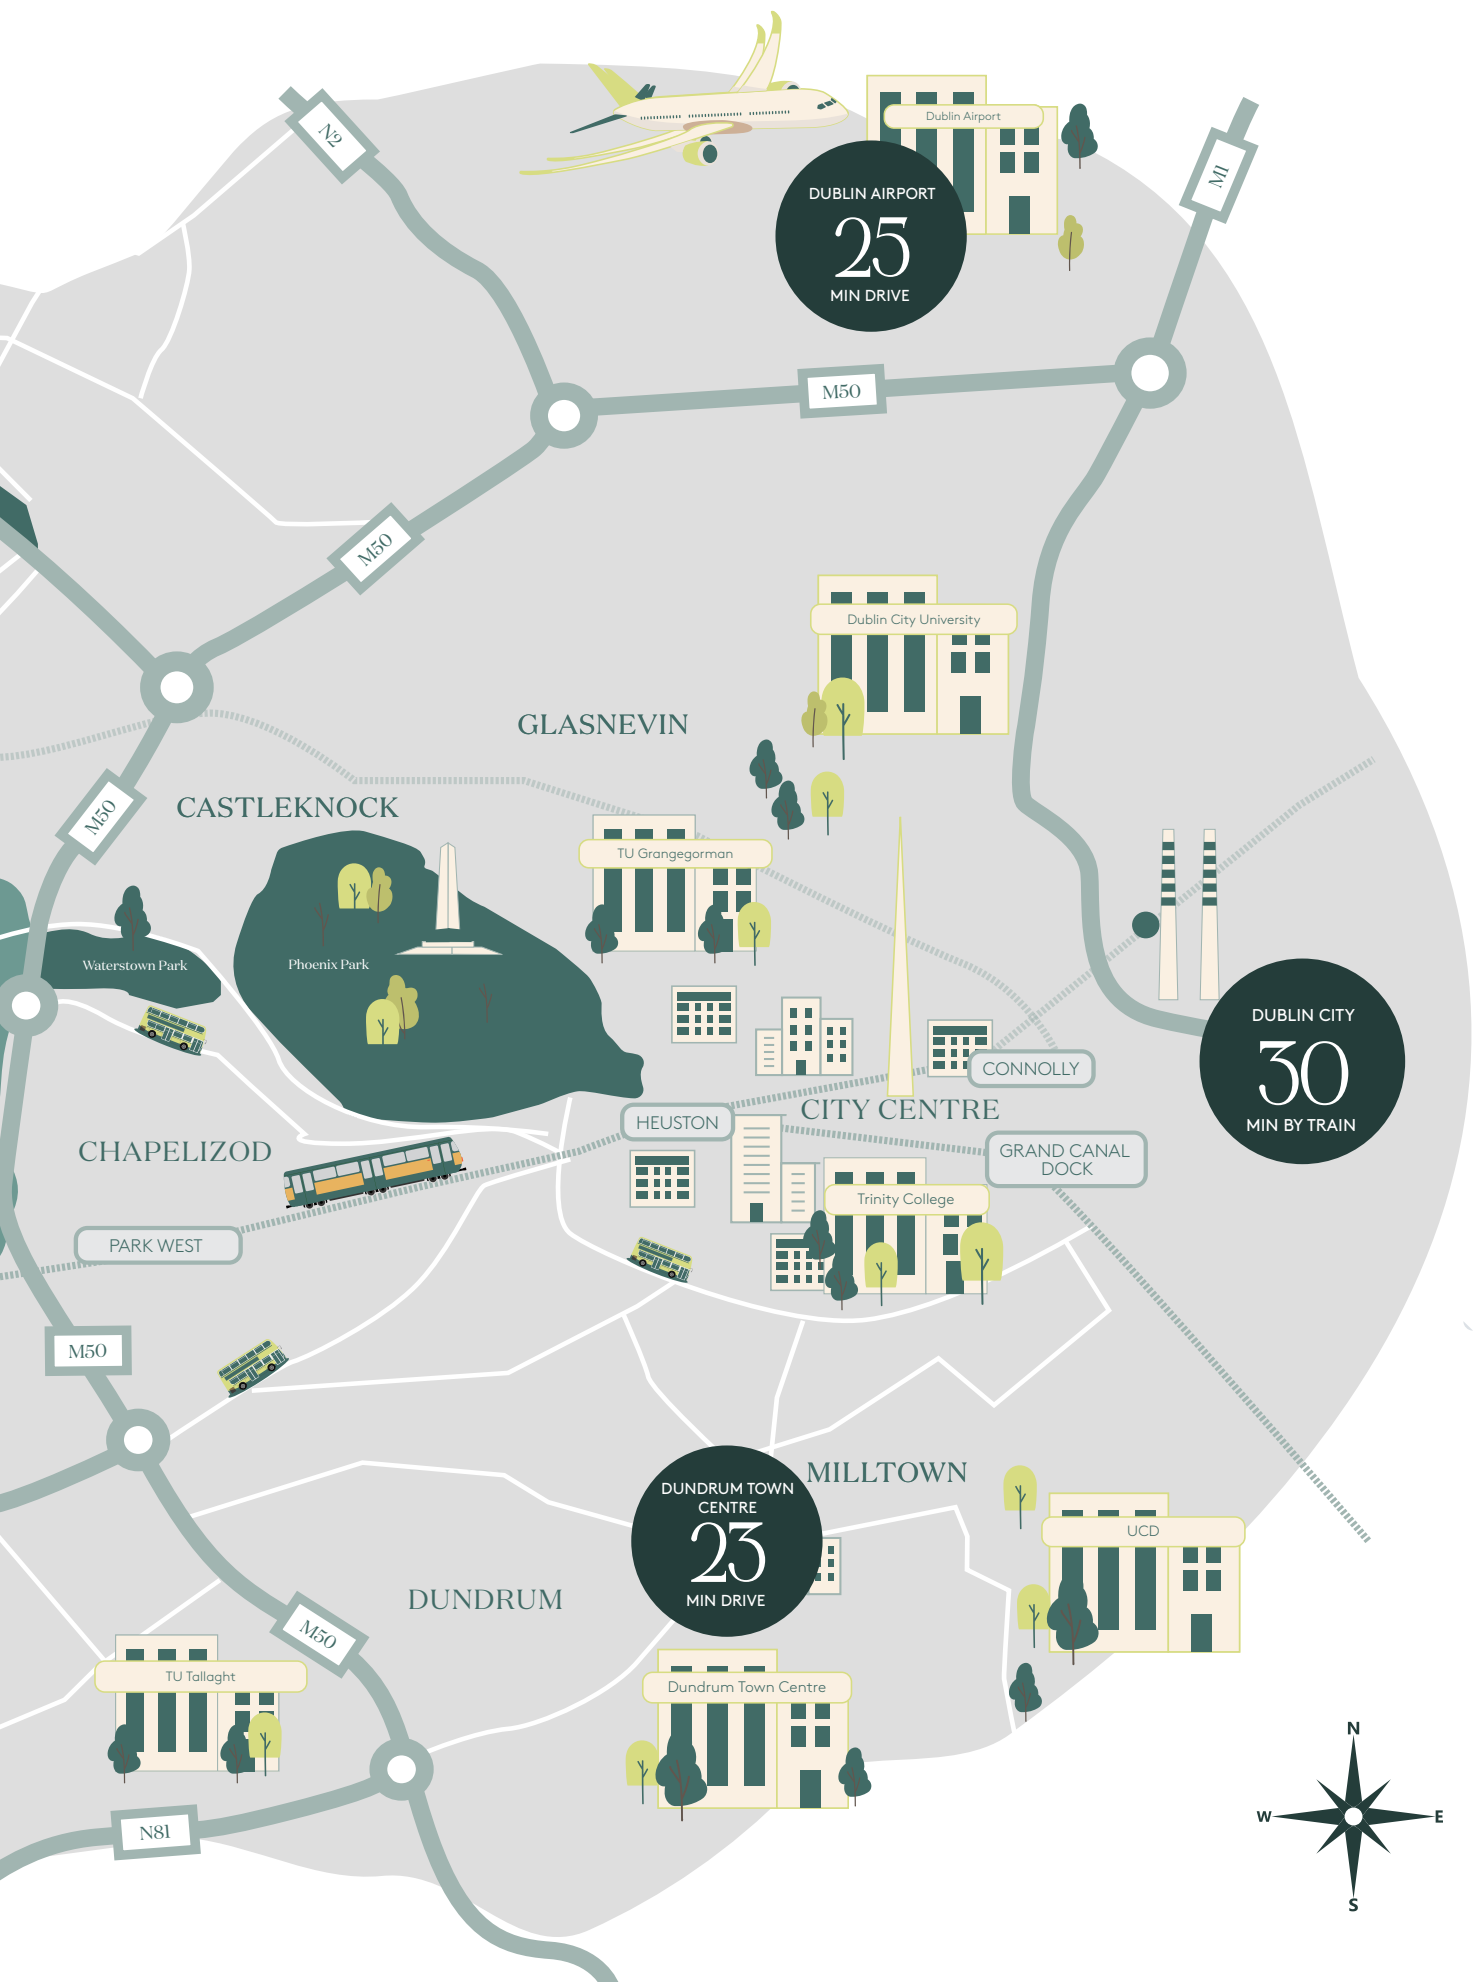 N2
Dublin Airport
M1
DUBLIN AIRPORT
25
MIN DRIVE
M50
M50
Dublin City University
GLASNEVIN
CASTLEKNOCK
M50
TU Grangegorman
Waterstown Park
Phoenix Park
DUBLIN CITY
30
MIN BY TRAIN
CONNOLLY
CITY CENTRE
HEUSTON
CHAPELIZOD
GRAND CANAL
DOCK
Trinity College
PARK WEST
M50
MILLTOWN
DUNDRUM TOWN
CENTRE
23
MIN DRIVE
UCD
DUNDRUM
M50
TU Tallaght
Dundrum Town Centre
N81
N
W
E
S